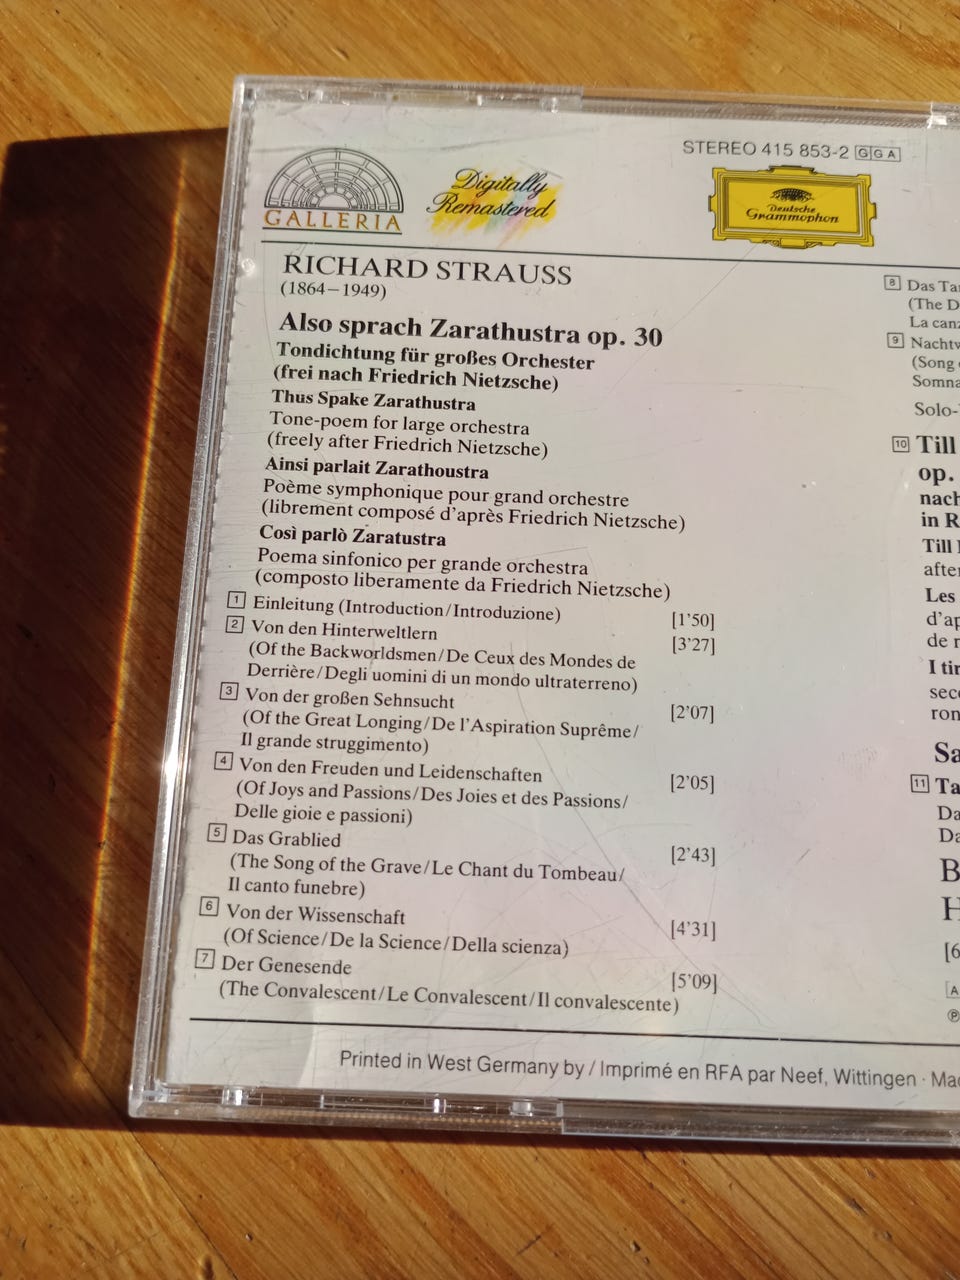 STEREO 415 853-2 GGA
GALLERIA
Digitally
Remastered
Deutsche
Grammophon
RICHARD STRAUSS
(1864–1949)
Also sprach Zarathustra op. 30
Tondichtung für großes Orchester
(frei nach Friedrich Nietzsche)
Thus Spake Zarathustra
Tone-poem for large orchestra
(freely after Friedrich Nietzsche)
Ainsi parlait Zarathoustra
Poème symphonique pour grand orchestre
(librement composé d'après Friedrich Nietzsche)
Così parlò Zaratustra
Poema sinfonico per grande orchestra
(composto liberamente da Friedrich Nietzsche)
1 Einleitung (Introduction/Introduzione) [1'50]
2 Von den Hinterweltlern [3'27]
(Of the Backworldsmen/De Ceux des Mondes de
Derrière/Degli uomini di un mondo ultraterreno)
3 Von der großen Sehnsucht [2'07]
(Of the Great Longing/De l'Aspiration Suprême/
Il grande struggimento)
4 Von den Freuden und Leidenschaften [2'05]
(Of Joys and Passions/Des Joies et des Passions/
Delle gioie e passioni)
5 Das Grablied [2'43]
(The Song of the Grave/Le Chant du Tombeau/
Il canto funebre)
6 Von der Wissenschaft [4'31]
(Of Science/De la Science/Della scienza)
7 Der Genesende [5'09]
(The Convalescent/Le Convalescent/Il convalescente)
8 Das
(The
La
9
(Song
Solo-
10 Till
op.
nach
in
Till
Les
de
I
11
Printed in West Germany by / Imprimé en RFA par Neef, Wittingen ·